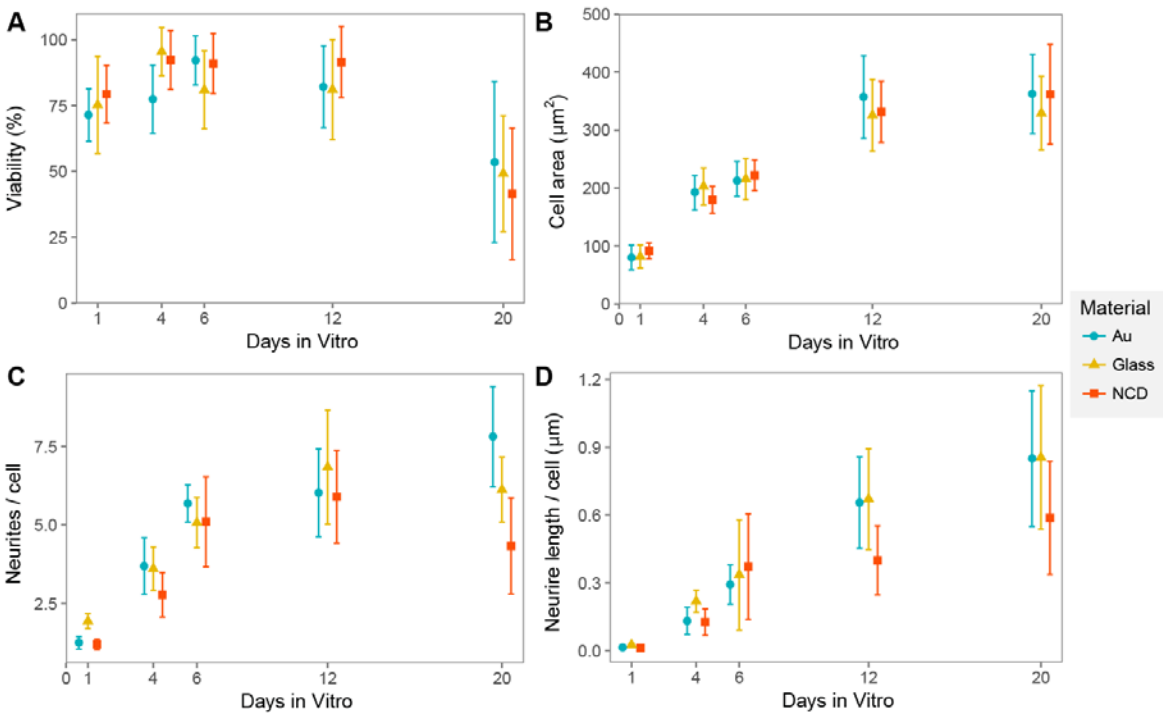 A
100
75
50
25
0
Viability (%)
1 4 6 12 20
Days in Vitro
B
500
400
300
200
100
0
Cell area (μm²)
0 1 4 6 12 20
Days in Vitro
Material
Au
Glass
NCD
C
7.5
5.0
2.5
Neurites / cell
0 1 4 6 12 20
Days in Vitro
D
1.2
0.9
0.6
0.3
0.0
Neurire length / cell (μm)
1 4 6 12 20
Days in Vitro